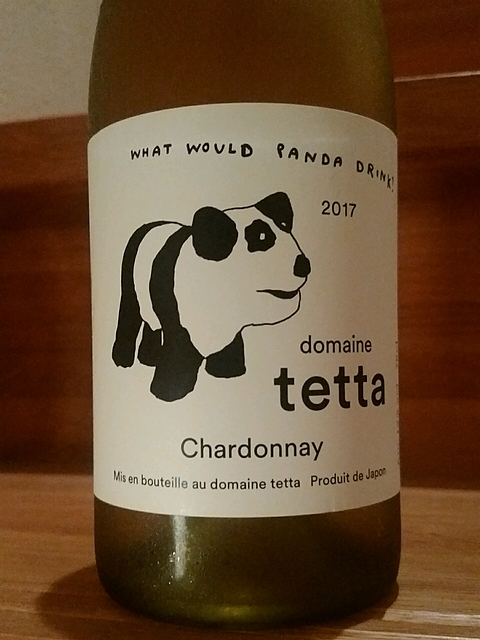 WHAT WOULD PANDA DRINK?
2017
domaine
tetta
Chardonnay
Mis en bouteille au domaine tetta Produit de Japon